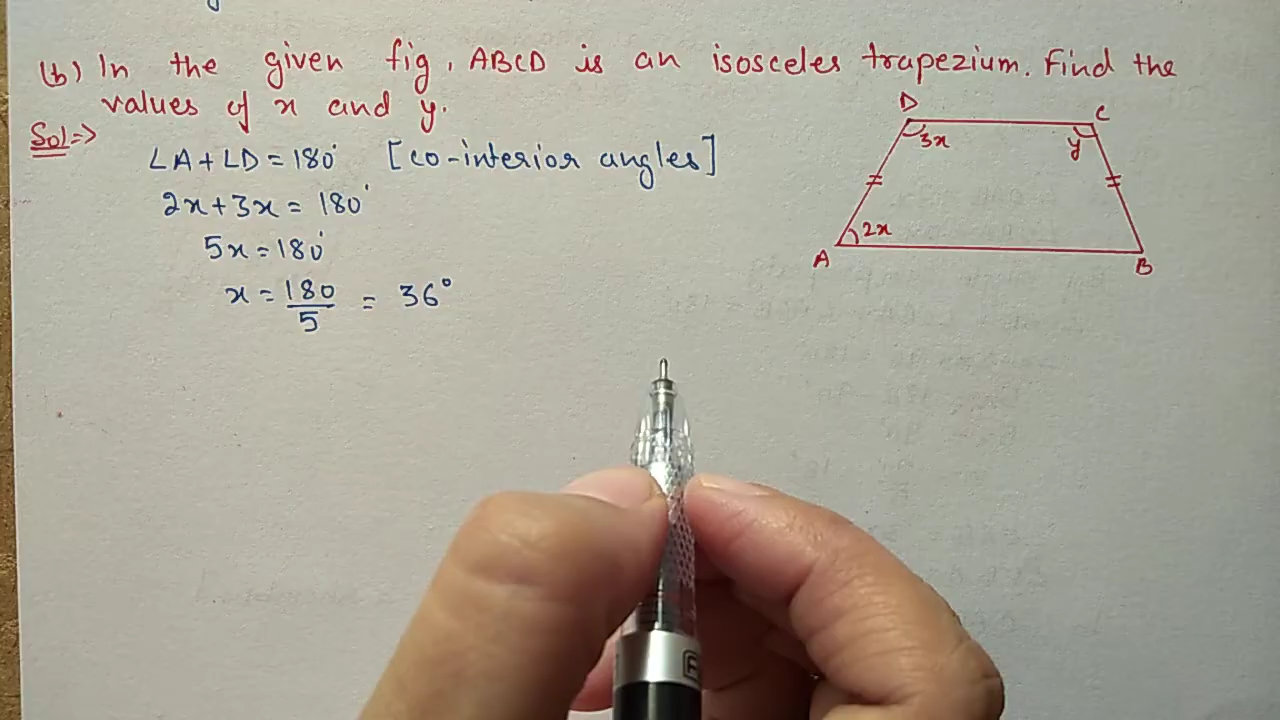 (b) In the given fig, ABCD is an isosceles trapezium. Find the
values of x and y.
Sol=>
∠A+∠D=180° [co-interior angles]
2x+3x= 180°
5x=180°
x = 180/5 = 36°
D
C
3x
y
2x
A
B